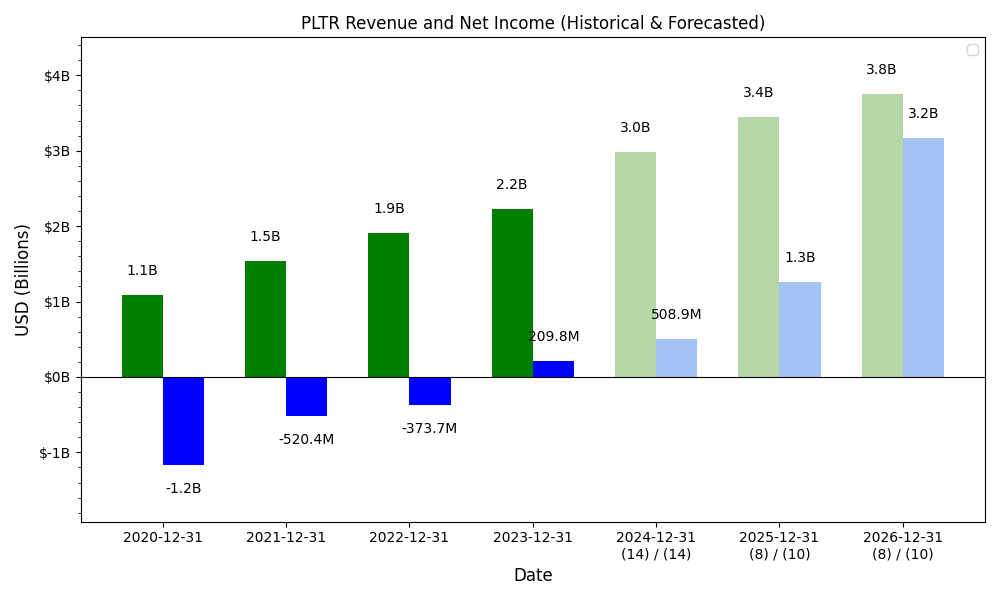 PLTR Revenue and Net Income (Historical & Forecasted)
USD (Billions)
$4B
$3B
$2B
$1B
$0B
$-1B
1.1B
-1.2B
1.5B
-520.4M
1.9B
-373.7M
2.2B
209.8M
3.0B
508.9M
3.4B
1.3B
3.8B
3.2B
2020-12-31
2021-12-31
2022-12-31
2023-12-31
2024-12-31
(14) / (14)
2025-12-31
(8) / (10)
2026-12-31
(8) / (10)
Date